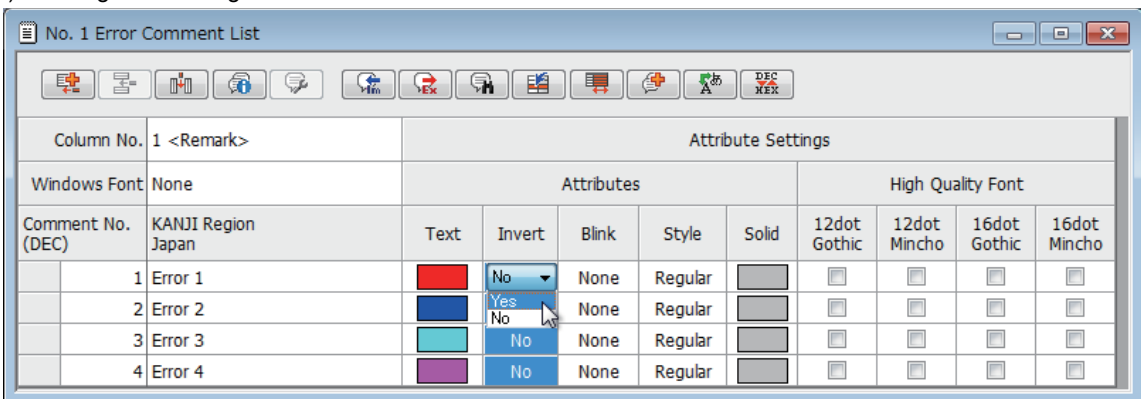 No. 1 Error Comment List
Im Ex DEC HEX
Column No. 1 <Remark> Attribute Settings
Windows Font None Attributes High Quality Font
Comment No. (DEC) KANJI Region Japan Text Invert Blink Style Solid 12dot Gothic 12dot Mincho 16dot Gothic 16dot Mincho
1 Error 1 No None Regular
2 Error 2 Yes No None Regular
3 Error 3 No None Regular
4 Error 4 No None Regular